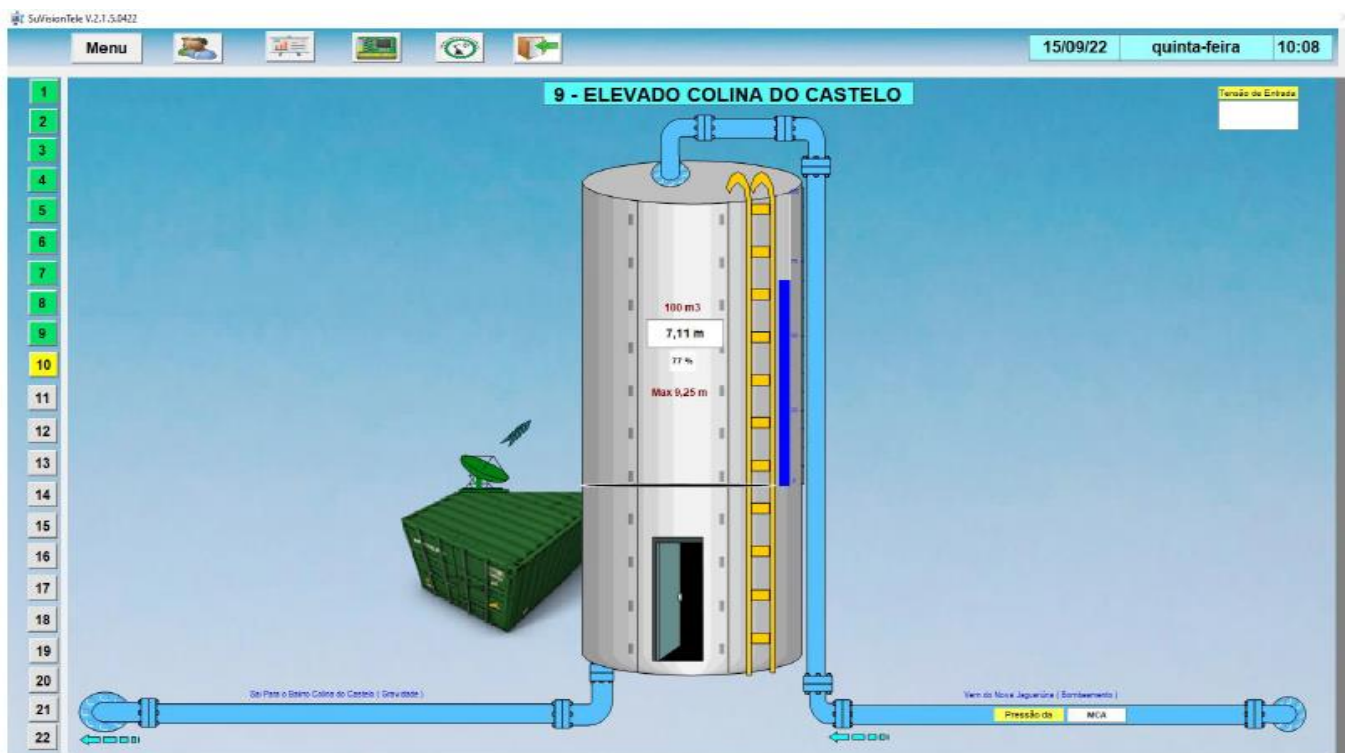 SuVisionTele V.2.1.5.0422
Menu
15/09/22 quinta-feira 10:08
9 - ELEVADO COLINA DO CASTELO
Tensão de Entrada
1
2
3
4
5
6
7
8
9
10
11
12
13
14
15
16
17
18
19
20
21
22
100 m3
7,11 m
77 %
Max 9,25 m
Sai Para o Bairro Colina do Castelo ( Gravidade )
Vem do Nova Jaguariúna ( Bombeamento )
Pressão da MCA